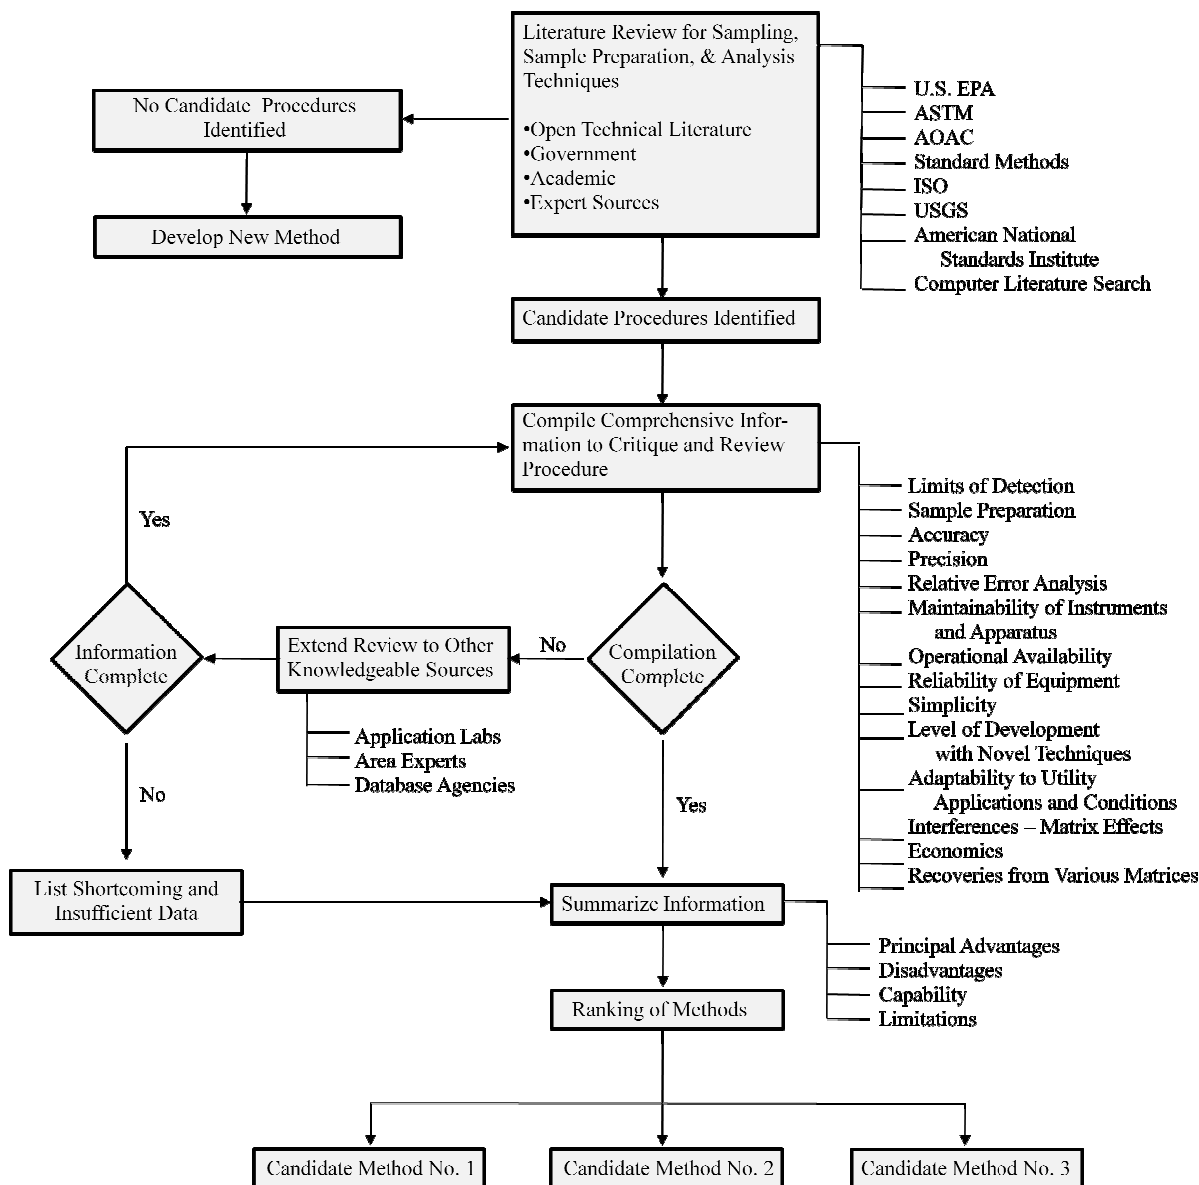 Literature Review for Sampling,
Sample Preparation, & Analysis
Techniques
•Open Technical Literature
•Government
•Academic
•Expert Sources
U.S. EPA
ASTM
AOAC
Standard Methods
ISO
USGS
American National
Standards Institute
Computer Literature Search
No Candidate Procedures
Identified
Develop New Method
Candidate Procedures Identified
Compile Comprehensive Infor-
mation to Critique and Review
Procedure
Limits of Detection
Sample Preparation
Accuracy
Precision
Relative Error Analysis
Maintainability of Instruments
and Apparatus
Operational Availability
Reliability of Equipment
Simplicity
Level of Development
with Novel Techniques
Adaptability to Utility
Applications and Conditions
Interferences – Matrix Effects
Economics
Recoveries from Various Matrices
Compilation
Complete
No
Extend Review to Other
Knowledgeable Sources
Application Labs
Area Experts
Database Agencies
Information
Complete
Yes
No
Yes
List Shortcoming and
Insufficient Data
Summarize Information
Principal Advantages
Disadvantages
Capability
Limitations
Ranking of Methods
Candidate Method No. 1
Candidate Method No. 2
Candidate Method No. 3